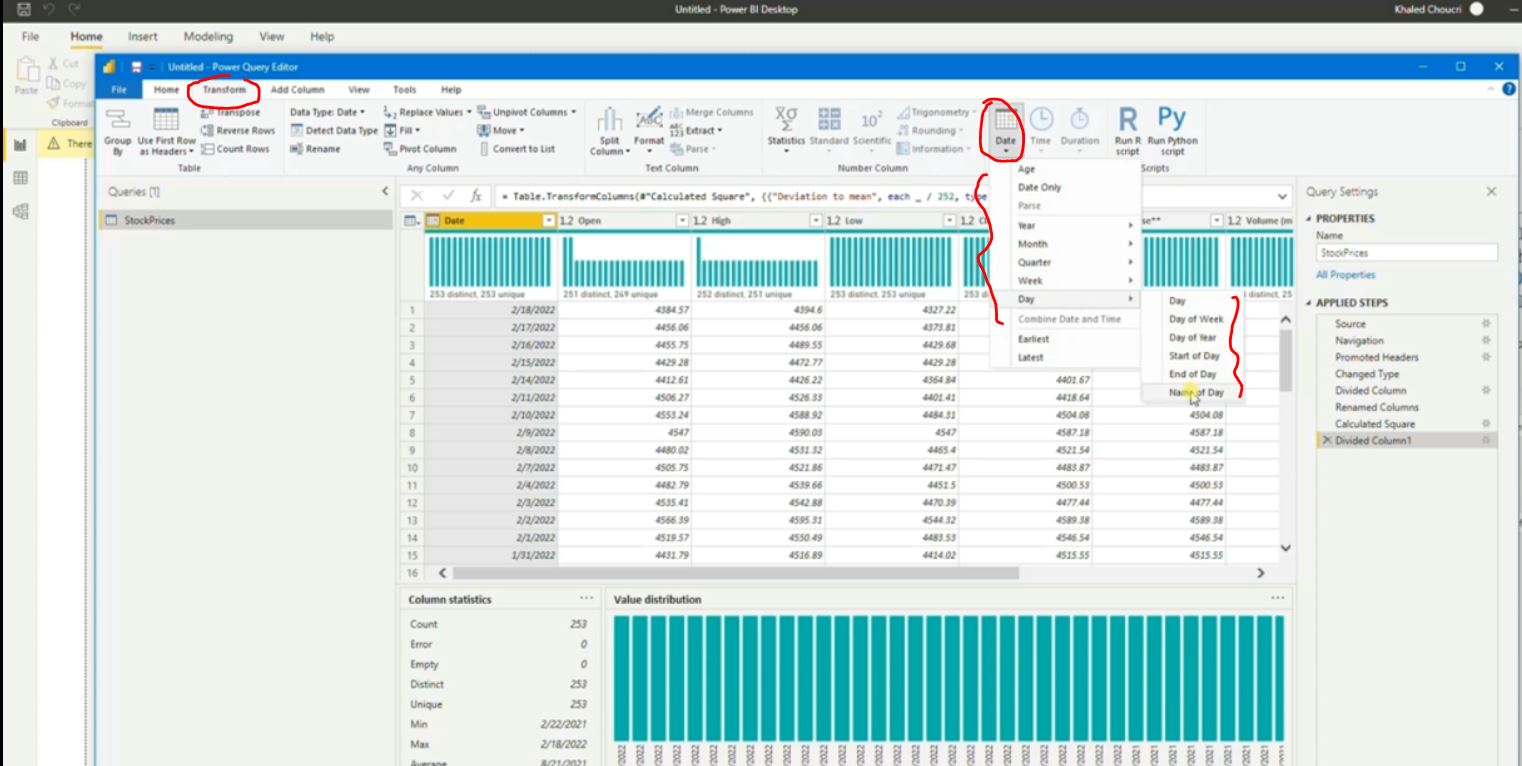 Untitled - Power BI Desktop
Khaled Choucri
File Home Insert Modeling View Help
Paste
Cut
Copy
Format
Clipboard
There
Untitled - Power Query Editor
File Home Transform Add Column View Tools Help
Group By
Use First Row as Headers
Transpose
Reverse Rows
Count Rows
Table
Data Type: Date
Detect Data Type
Rename
Replace Values
Fill
Pivot Column
Unpivot Columns
Move
Convert to List
Any Column
Split Column
Format
Merge Columns
Extract
Parse
Text Column
Statistics
Standard
Scientific
Trigonometry
Rounding
Information
Number Column
Date
Time
Duration
Run R script
Run Python script
Scripts
Queries [1]
StockPrices
= Table.TransformColumns(#"Calculated Square", {{"Deviation to mean", each _ / 252, type
Date 1.2 Open 1.2 High 1.2 Low 1.2 Cl se** 1.2 Volume (m
253 distinct, 253 unique
251 distinct, 249 unique
252 distinct, 251 unique
253 distinct, 253 unique
253 di
distinct, 25
1 2/18/2022 4384.57 4394.6 4327.22
2 2/17/2022 4456.06 4456.06 4373.81
3 2/16/2022 4455.75 4489.55 4429.68
4 2/15/2022 4429.28 4472.77 4429.28
5 2/14/2022 4412.61 4426.22 4364.84 4401.67
6 2/11/2022 4506.27 4526.33 4401.41 4418.64
7 2/10/2022 4553.24 4588.92 4484.31 4504.08 4504.08
8 2/9/2022 4547 4590.03 4547 4587.18 4587.18
9 2/8/2022 4480.02 4531.32 4465.4 4521.54 4521.54
10 2/7/2022 4505.75 4521.86 4471.47 4483.87 4483.87
11 2/4/2022 4482.79 4539.66 4451.5 4500.53 4500.53
12 2/3/2022 4535.41 4542.88 4470.39 4477.44 4477.44
13 2/2/2022 4566.39 4595.31 4544.32 4589.38 4589.38
14 2/1/2022 4519.57 4550.49 4483.53 4546.54 4546.54
15 1/31/2022 4431.79 4516.89 4414.02 4515.55 4515.55
16
Age
Date Only
Parse
Year
Month
Quarter
Week
Day
Combine Date and Time
Earliest
Latest
Day
Day of Week
Day of Year
Start of Day
End of Day
Name of Day
Query Settings
PROPERTIES
Name
StockPrices
All Properties
APPLIED STEPS
Source
Navigation
Promoted Headers
Changed Type
Divided Column
Renamed Columns
Calculated Square
Divided Column1
Column statistics
Count 253
Error 0
Empty 0
Distinct 253
Unique 253
Min 2/22/2021
Max 2/18/2022
Average 8/21/2021
Value distribution